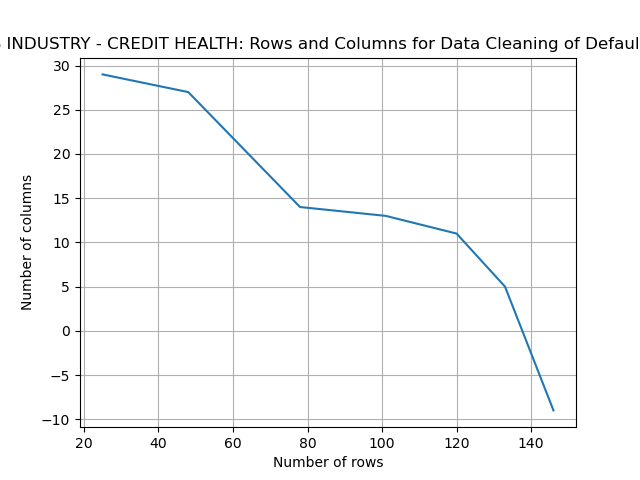 INDUSTRY - CREDIT HEALTH: Rows and Columns for Data Cleaning of
30
25
20
15
10
5
0
−5
−10
Number of columns
20 40 60 80 100 120 140
Number of rows